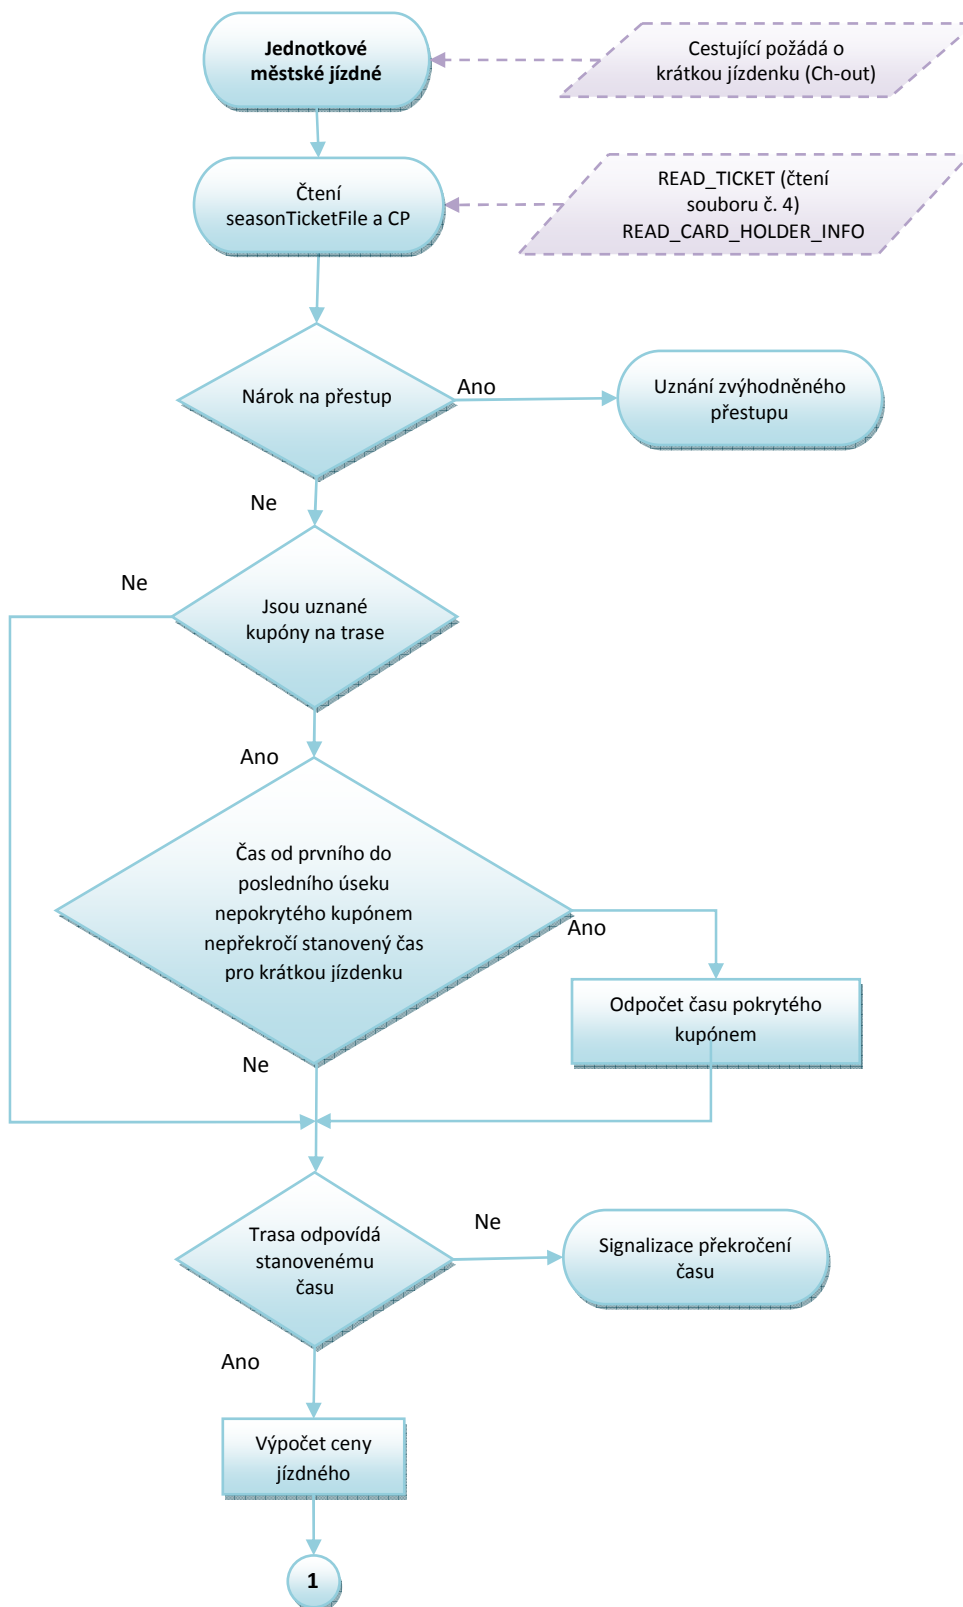 Jednotkové
městské jízdné
Cestující požádá o
krátkou jízdenku (Ch-out)
Čtení
seasonTicketFile a CP
READ_TICKET (čtení
souboru č. 4)
READ_CARD_HOLDER_INFO
Nárok na přestup
Ano
Uznání zvýhodněného
přestupu
Ne
Ne
Jsou uznané
kupóny na trase
Ano
Čas od prvního do
posledního úseku
nepokrytého kupónem
nepřekročí stanovený čas
pro krátkou jízdenku
Ano
Odpočet času pokrytého
kupónem
Ne
Trasa odpovídá
stanovenému
času
Ne
Signalizace překročení
času
Ano
Výpočet ceny
jízdného
1